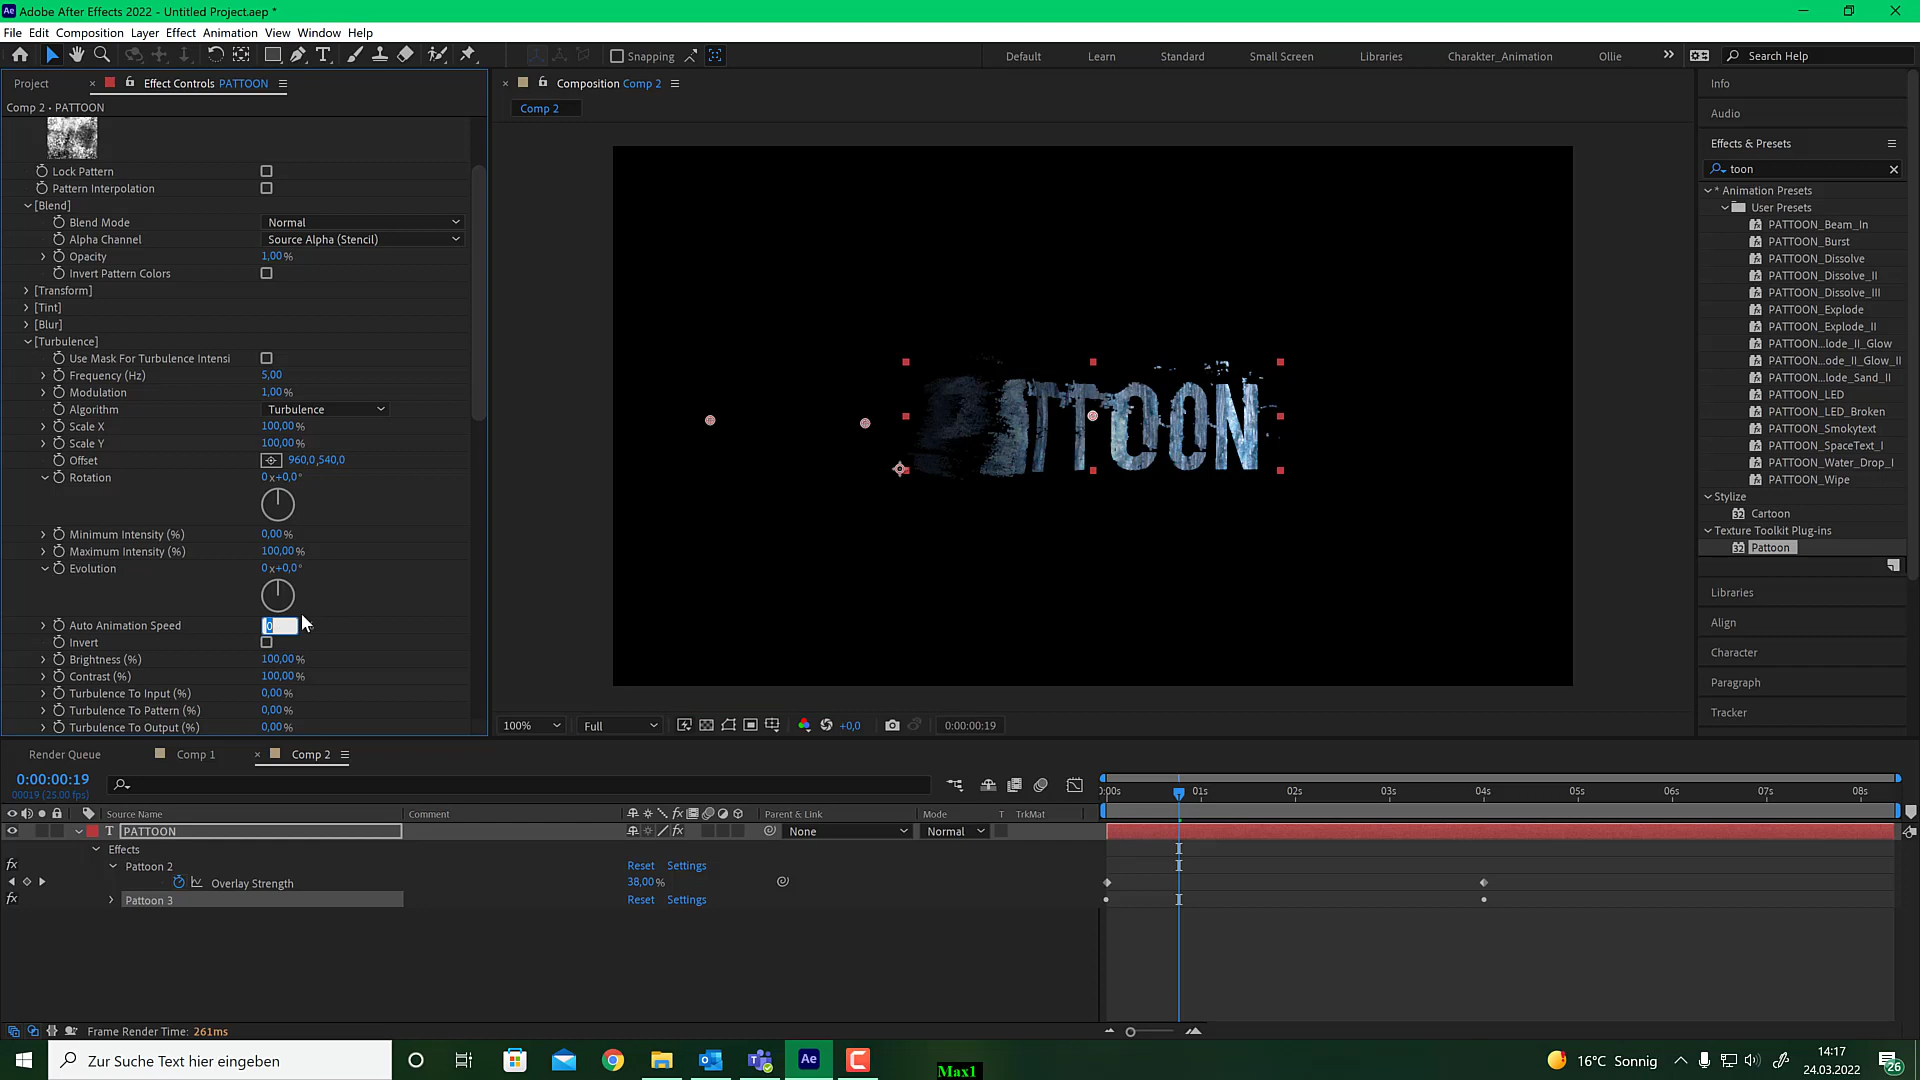 Adobe After Effects 2022 - Untitled Project.aep *
File Edit Composition Layer Effect Animation View Window Help
Snapping
Default Learn Standard Small Screen Libraries Charakter_Animation Ollie
Search Help
Project
Effect Controls PATTOON
Comp 2 • PATTOON
Lock Pattern
Pattern Interpolation
[Blend]
Blend Mode Normal
Alpha Channel Source Alpha (Stencil)
Opacity 1,00 %
Invert Pattern Colors
[Transform]
[Tint]
[Blur]
[Turbulence]
Use Mask For Turbulence Intensi
Frequency (Hz) 5,00
Modulation 1,00 %
Algorithm Turbulence
Scale X 100,00 %
Scale Y 100,00 %
Offset 960,0,540,0
Rotation 0 x+0,0°
Minimum Intensity (%) 0,00 %
Maximum Intensity (%) 100,00 %
Evolution 0 x+0,0°
Auto Animation Speed 0
Invert
Brightness (%) 100,00 %
Contrast (%) 100,00 %
Turbulence To Input (%) 0,00 %
Turbulence To Pattern (%) 0,00 %
Turbulence To Output (%) 0,00 %
Composition Comp 2
Comp 2
PATTOON
100% Full +0,0 0:00:00:19
Info
Audio
Effects & Presets
toon
* Animation Presets
User Presets
PATTOON_Beam_In
PATTOON_Burst
PATTOON_Dissolve
PATTOON_Dissolve_II
PATTOON_Dissolve_III
PATTOON_Explode
PATTOON_Explode_II
PATTOON...lode_II_Glow
PATTOON...ode_II_Glow_II
PATTOON...lode_Sand_II
PATTOON_LED
PATTOON_LED_Broken
PATTOON_Smokytext
PATTOON_SpaceText_I
PATTOON_Water_Drop_I
PATTOON_Wipe
Stylize
Cartoon
Texture Toolkit Plug-ins
Pattoon
Libraries
Align
Character
Paragraph
Tracker
Render Queue Comp 1 Comp 2
0:00:00:19
00019 (25.00 fps)
Source Name Comment Parent & Link Mode T TrkMat
T PATTOON None Normal
Effects
Pattoon 2 Reset Settings
Overlay Strength 38,00 %
Pattoon 3 Reset Settings
0:00s 01s 02s 03s 04s 05s 06s 07s 08s
Frame Render Time: 261ms
Zur Suche Text hier eingeben
Max1
16°C Sonnig
14:17
24.03.2022
26